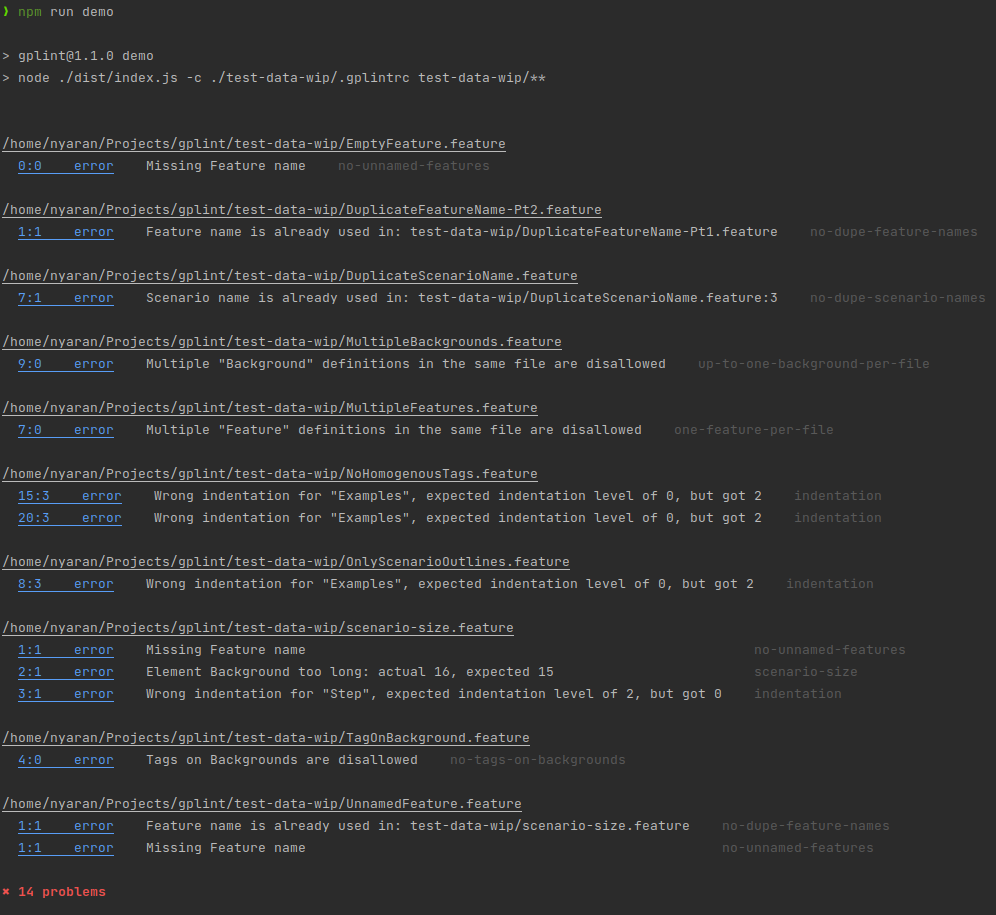 ❯ npm run demo
> gplint@1.1.0 demo
> node ./dist/index.js -c ./test-data-wip/.gplintrc test-data-wip/**
/home/nyaran/Projects/gplint/test-data-wip/EmptyFeature.feature
0:0    error    Missing Feature name    no-unnamed-features
/home/nyaran/Projects/gplint/test-data-wip/DuplicateFeatureName-Pt2.feature
1:1    error    Feature name is already used in: test-data-wip/DuplicateFeatureName-Pt1.feature    no-dupe-feature-names
/home/nyaran/Projects/gplint/test-data-wip/DuplicateScenarioName.feature
7:1    error    Scenario name is already used in: test-data-wip/DuplicateScenarioName.feature:3    no-dupe-scenario-names
/home/nyaran/Projects/gplint/test-data-wip/MultipleBackgrounds.feature
9:0    error    Multiple "Background" definitions in the same file are disallowed    up-to-one-background-per-file
/home/nyaran/Projects/gplint/test-data-wip/MultipleFeatures.feature
7:0    error    Multiple "Feature" definitions in the same file are disallowed    one-feature-per-file
/home/nyaran/Projects/gplint/test-data-wip/NoHomogenousTags.feature
15:3    error    Wrong indentation for "Examples", expected indentation level of 0, but got 2    indentation
20:3    error    Wrong indentation for "Examples", expected indentation level of 0, but got 2    indentation
/home/nyaran/Projects/gplint/test-data-wip/OnlyScenarioOutlines.feature
8:3    error    Wrong indentation for "Examples", expected indentation level of 0, but got 2    indentation
/home/nyaran/Projects/gplint/test-data-wip/scenario-size.feature
1:1    error    Missing Feature name    no-unnamed-features
2:1    error    Element Background too long: actual 16, expected 15    scenario-size
3:1    error    Wrong indentation for "Step", expected indentation level of 2, but got 0    indentation
/home/nyaran/Projects/gplint/test-data-wip/TagOnBackground.feature
4:0    error    Tags on Backgrounds are disallowed    no-tags-on-backgrounds
/home/nyaran/Projects/gplint/test-data-wip/UnnamedFeature.feature
1:1    error    Feature name is already used in: test-data-wip/scenario-size.feature    no-dupe-feature-names
1:1    error    Missing Feature name    no-unnamed-features
✖ 14 problems